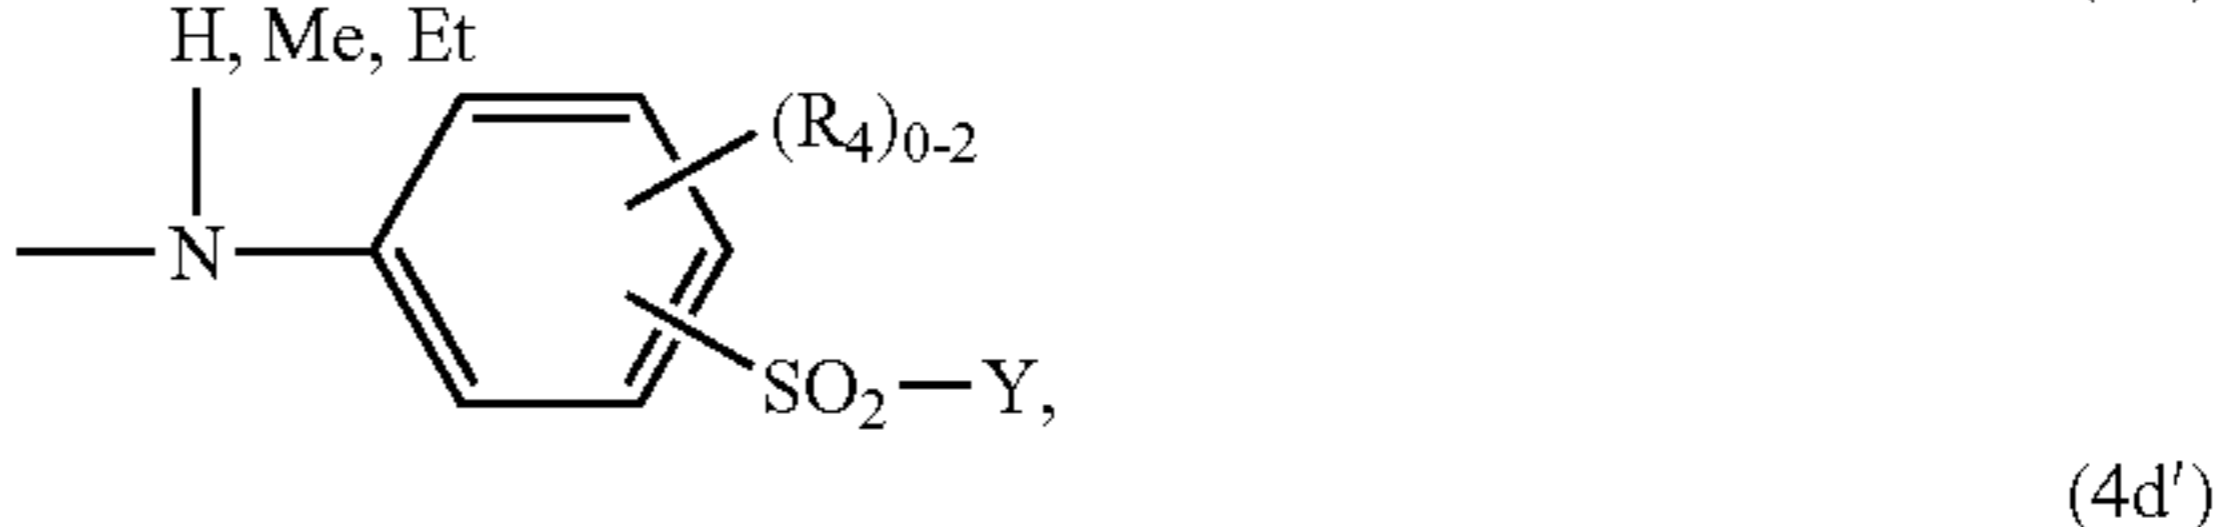 H, Me, Et
(R4)0-2
N
SO2—Y,
(4d')